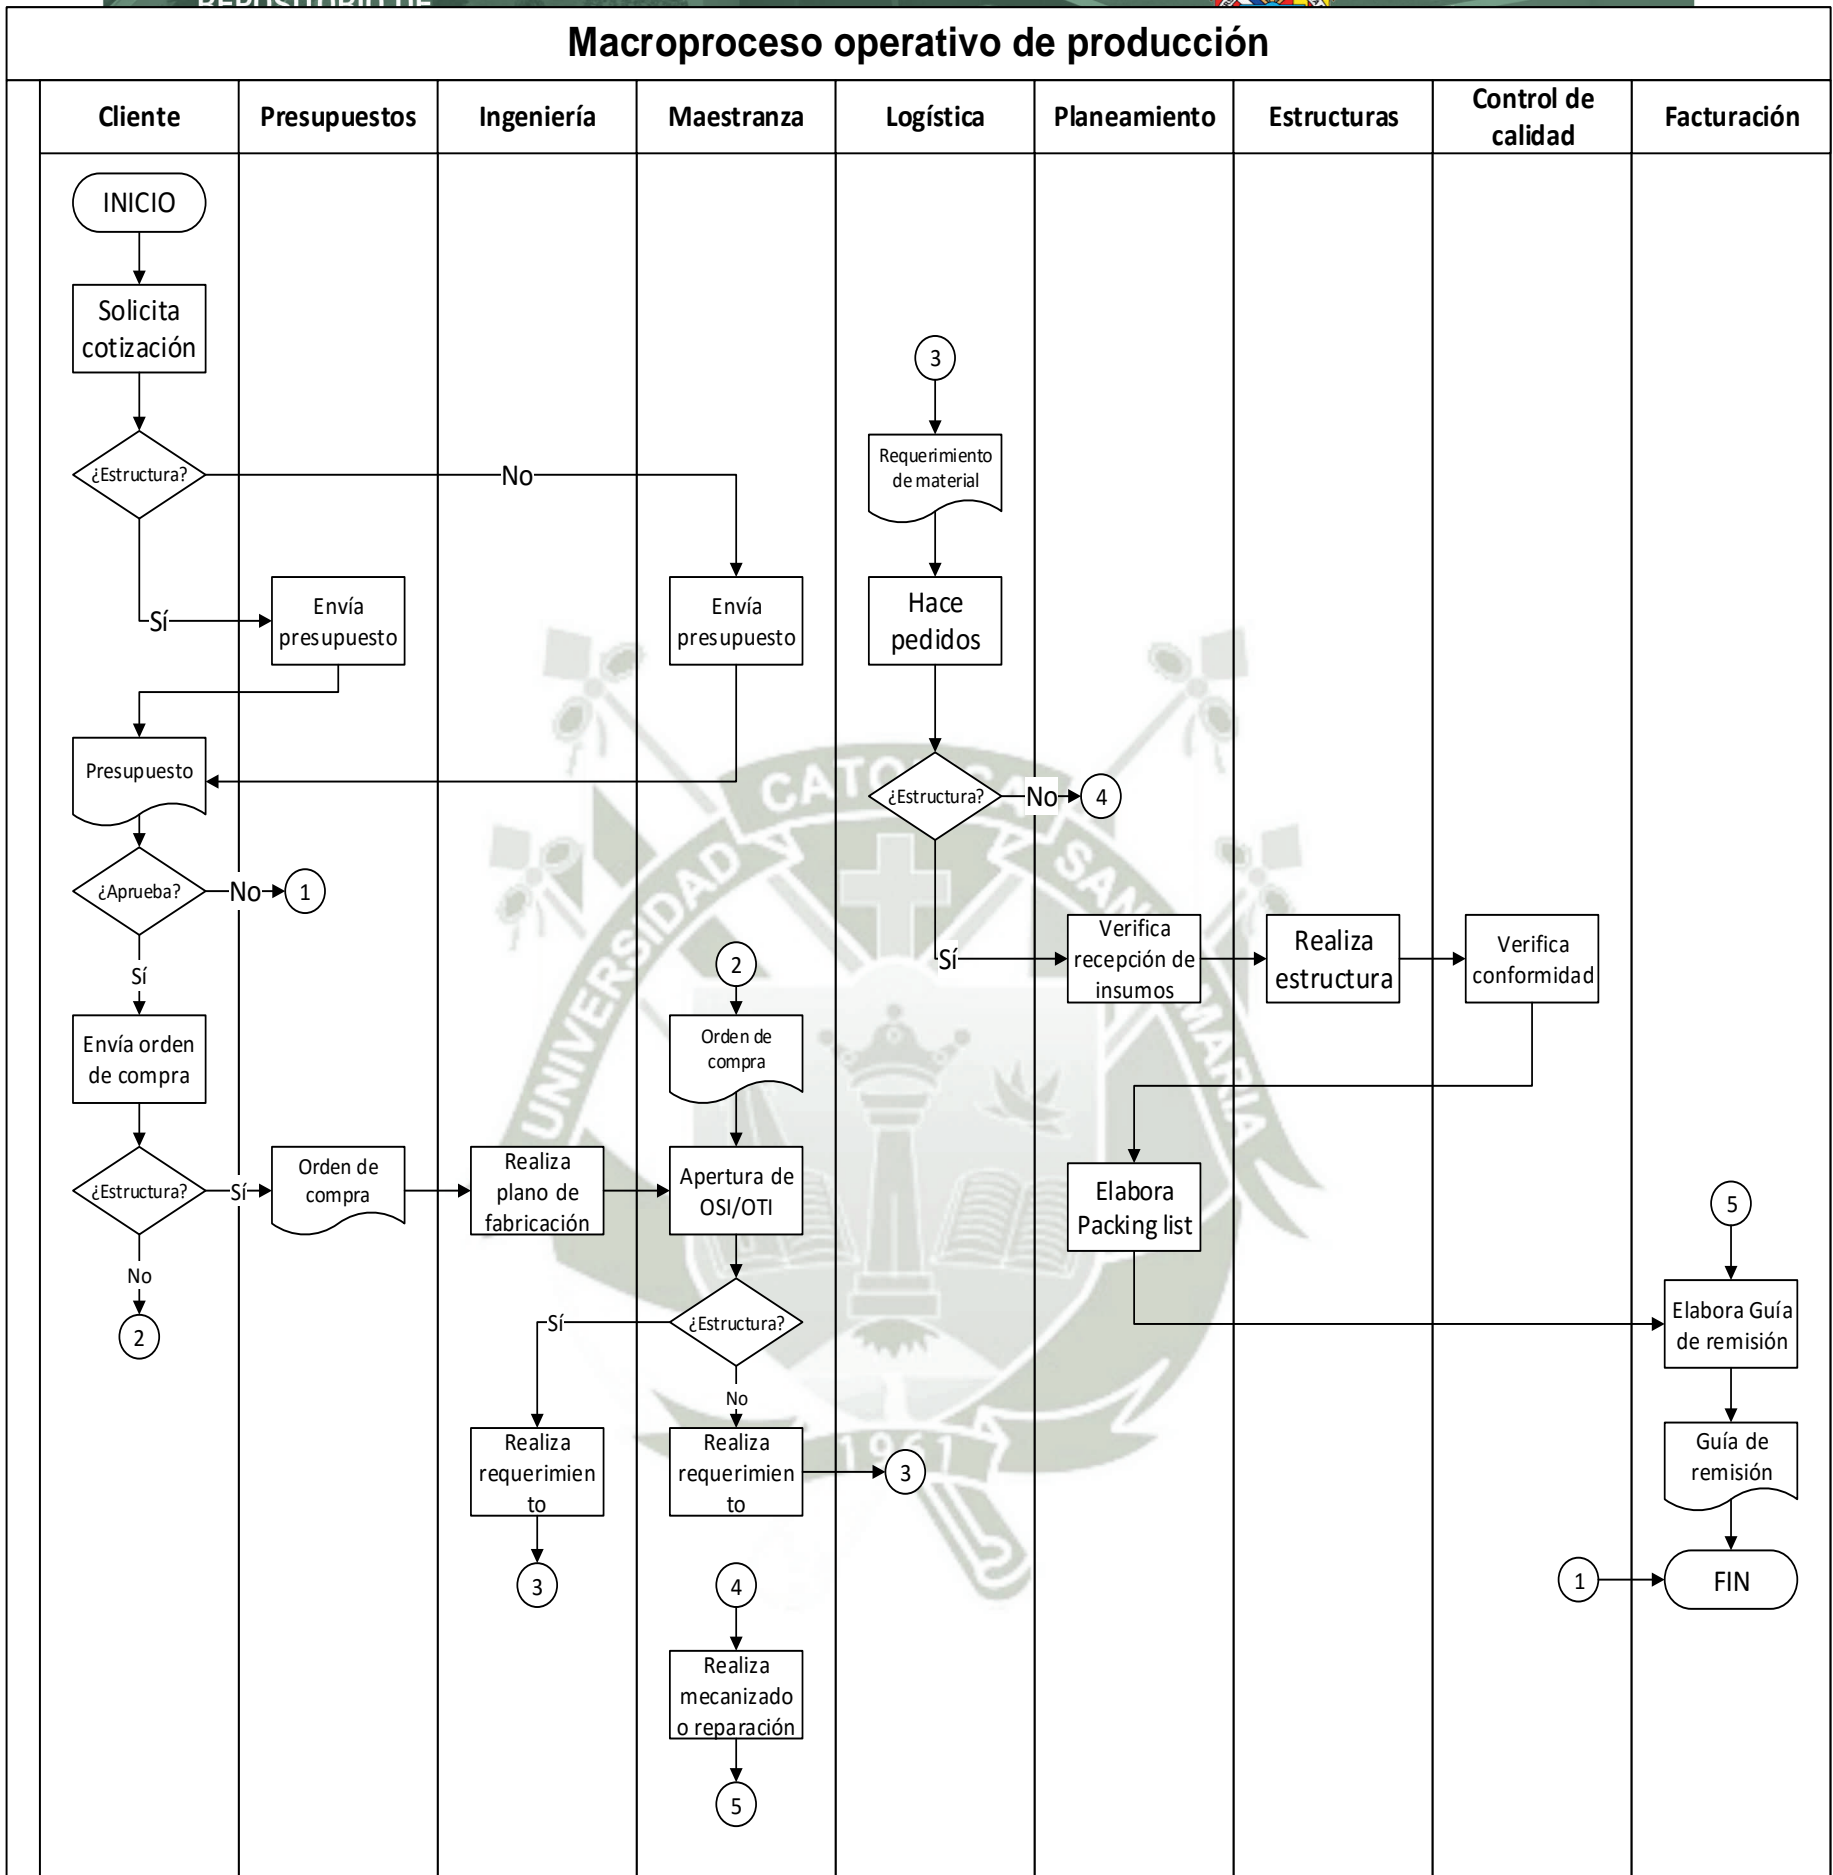 REPOSITORIO DE
Macroproceso operativo de producción
Cliente
Presupuestos
Ingeniería
Maestranza
Logística
Planeamiento
Estructuras
Control de
calidad
Facturación
INICIO
Solicita
cotización
¿Estructura?
No
Sí
Envía
presupuesto
Envía
presupuesto
Presupuesto
¿Aprueba?
No
1
Sí
Envía orden
de compra
¿Estructura?
Sí
No
2
Orden de
compra
Realiza
plano de
fabricación
2
Orden de
compra
Apertura de
OSI/OTI
¿Estructura?
Sí
No
Realiza
requerimien
to
3
Realiza
requerimien
to
3
4
Realiza
mecanizado
o reparación
5
3
Requerimiento
de material
Hace
pedidos
¿Estructura?
No
4
Sí
Verifica
recepción de
insumos
Realiza
estructura
Verifica
conformidad
Elabora
Packing list
5
Elabora Guía
de remisión
Guía de
remisión
1
FIN
UNIVERSIDAD
1961